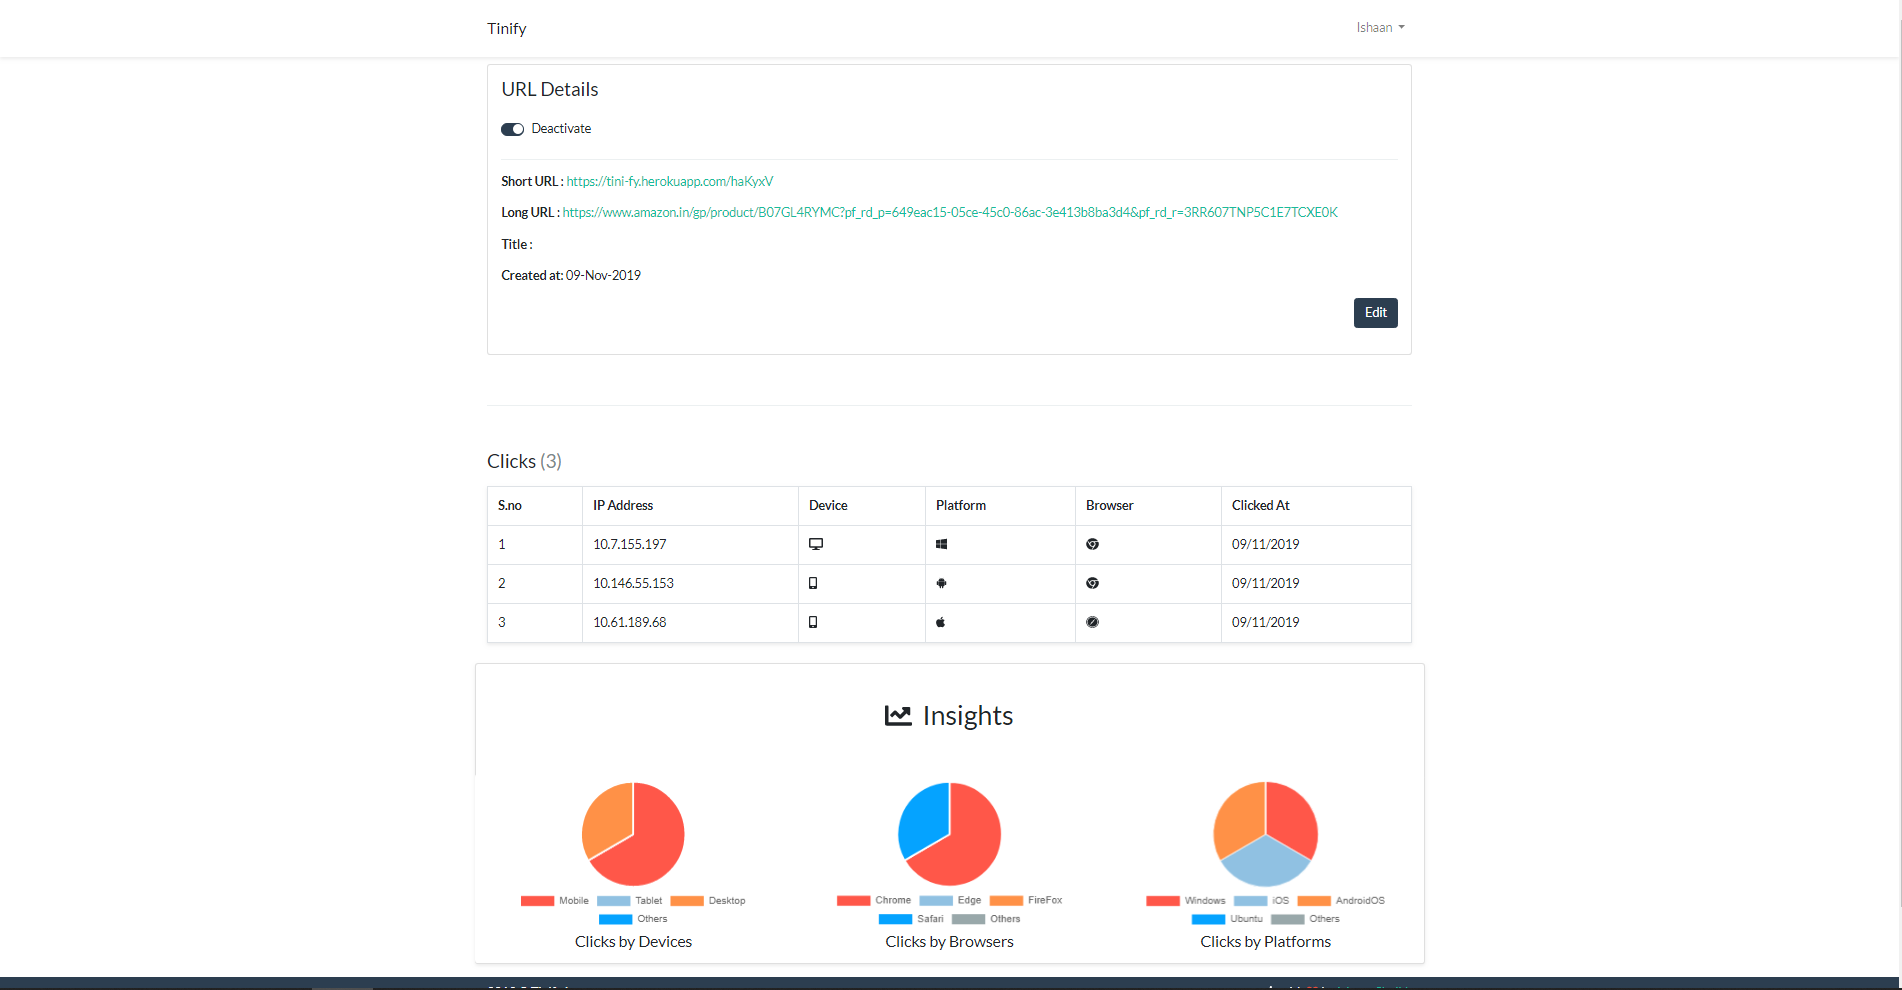 Tinify
Ishaan
URL Details
Deactivate
Short URL : https://tini-fy.herokuapp.com/haKyxV
Long URL : https://www.amazon.in/gp/product/B07GL4RYMC?pf_rd_p=649eac15-05ce-45c0-86ac-3e413b8ba3d4&pf_rd_r=3RR607TNP5C1E7TCXE0K
Title :
Created at: 09-Nov-2019
Edit
Clicks (3)
S.no IP Address Device Platform Browser Clicked At
1 10.7.155.197 09/11/2019
2 10.146.55.153 09/11/2019
3 10.61.189.68 09/11/2019
Insights
Mobile Tablet Desktop
Others
Clicks by Devices
Chrome Edge FireFox
Safari Others
Clicks by Browsers
Windows iOS AndroidOS
Ubuntu Others
Clicks by Platforms